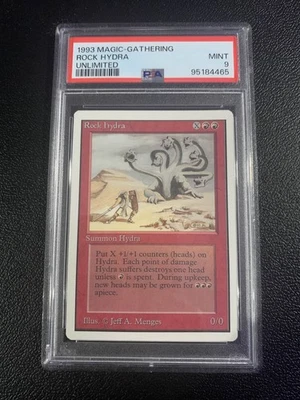 1993 MAGIC-GATHERING
ROCK HYDRA
UNLIMITED
MINT
9
PSA
95184465
Rock Hydra
X
Summon Hydra
Put X +1/+1 counters (heads) on
Hydra. Each point of damage
Hydra suffers destroys one head
unless is spent. During upkeep,
new heads may be grown for
apiece.
Illus. © Jeff A. Menges
0/0